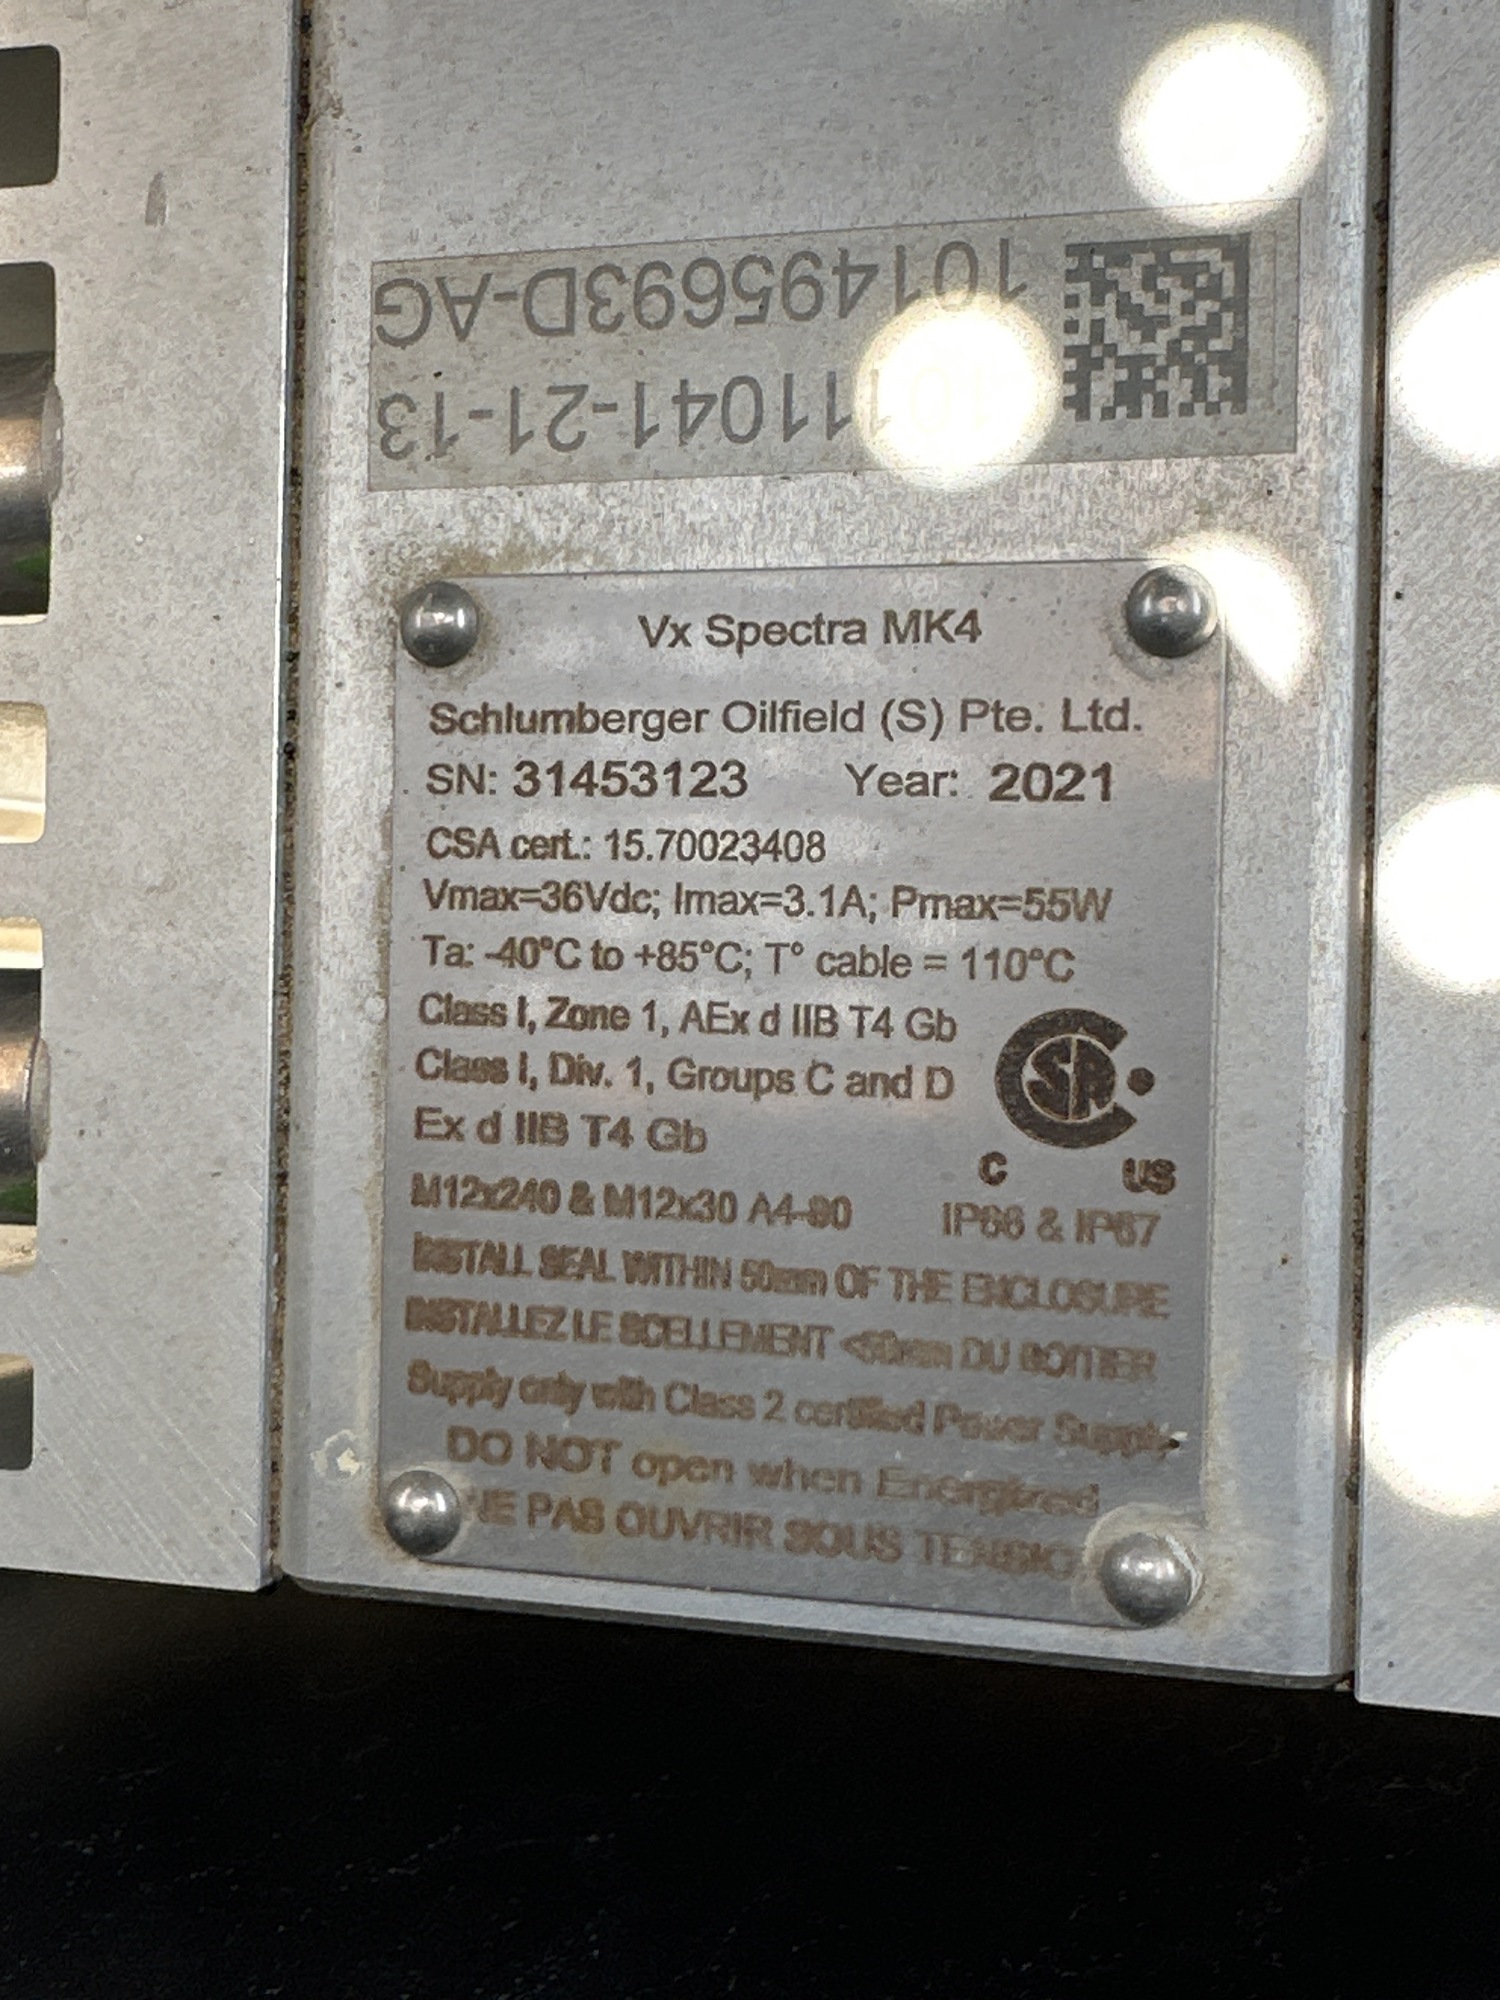 101495693D-AG
11041-21-13
Vx Spectra MK4
Schlumberger Oilfield (S) Pte. Ltd.
SN: 31453123 Year: 2021
CSA cert.: 15.70023408
Vmax=36Vdc; Imax=3.1A; Pmax=55W
Ta: -40°C to +85°C; T° cable = 110°C
Class I, Zone 1, AEx d IIB T4 Gb
Class I, Div. 1, Groups C and D
Ex d IIB T4 Gb
C US
M12x240 & M12x30 A4-80 IP66 & IP67
INSTALL SEAL WITHIN 50mm OF THE ENCLOSURE
INSTALLEZ LE SCELLEMENT <50mm DU BOITIER
Supply only with Class 2 certified Power Supply
DO NOT open when Energized
NE PAS OUVRIR SOUS TENSIO